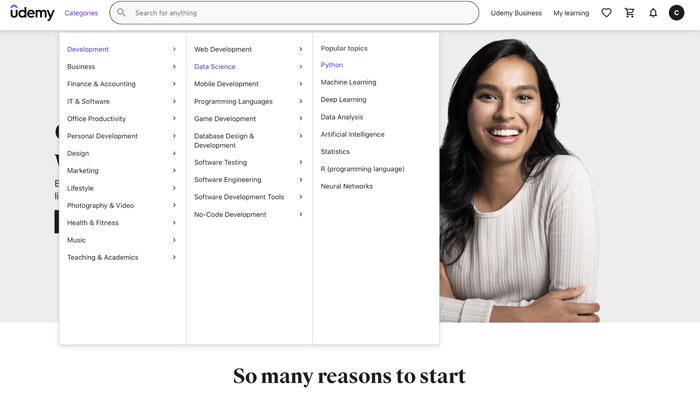 udemy
Categories
Search for anything
Udemy Business
My learning
C
Development
Business
Finance & Accounting
IT & Software
Office Productivity
Personal Development
Design
Marketing
Lifestyle
Photography & Video
Health & Fitness
Music
Teaching & Academics
Web Development
Data Science
Mobile Development
Programming Languages
Game Development
Database Design &
Development
Software Testing
Software Engineering
Software Development Tools
No-Code Development
Popular topics
Python
Machine Learning
Deep Learning
Data Analysis
Artificial Intelligence
Statistics
R (programming language)
Neural Networks
So many reasons to start